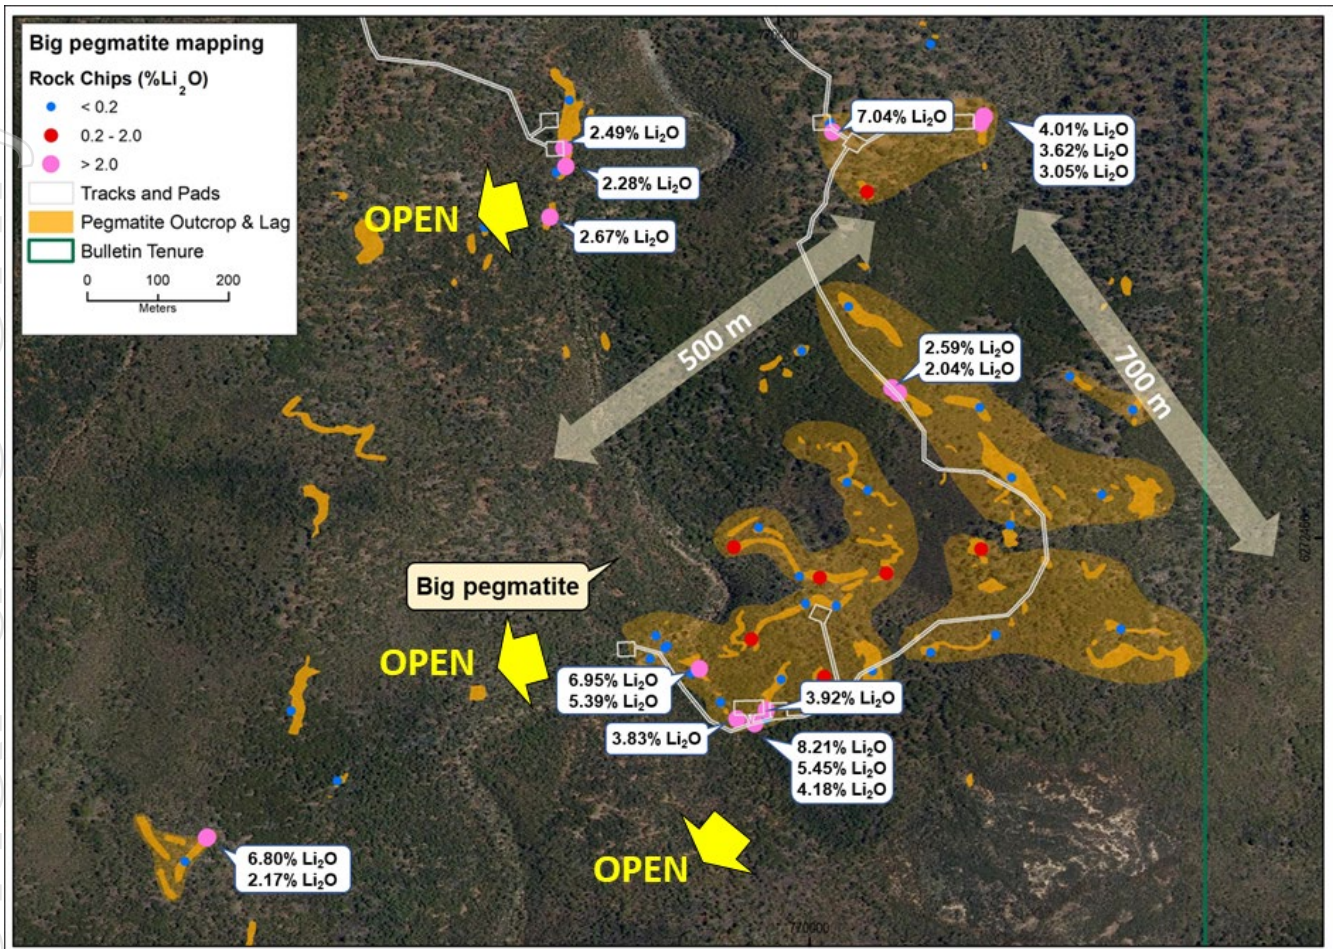 Big pegmatite mapping
Rock Chips (%Li₂O)
< 0.2
0.2 - 2.0
> 2.0
Tracks and Pads
Pegmatite Outcrop & Lag
Bulletin Tenure
0 100 200
Meters
2.49% Li₂O
2.28% Li₂O
OPEN
2.67% Li₂O
7.04% Li₂O
4.01% Li₂O
3.62% Li₂O
3.05% Li₂O
500 m
700 m
2.59% Li₂O
2.04% Li₂O
Big pegmatite
OPEN
6.95% Li₂O
5.39% Li₂O
3.92% Li₂O
3.83% Li₂O
8.21% Li₂O
5.45% Li₂O
4.18% Li₂O
OPEN
6.80% Li₂O
2.17% Li₂O
770000